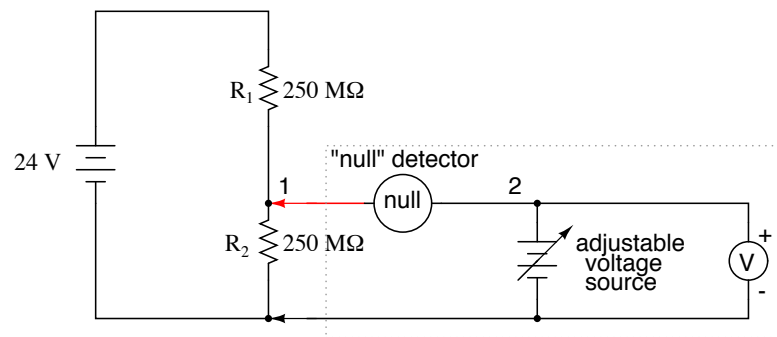 R1 250 MΩ
24 V
"null" detector
1
null
2
R2 250 MΩ
adjustable
voltage
source
+
V
-